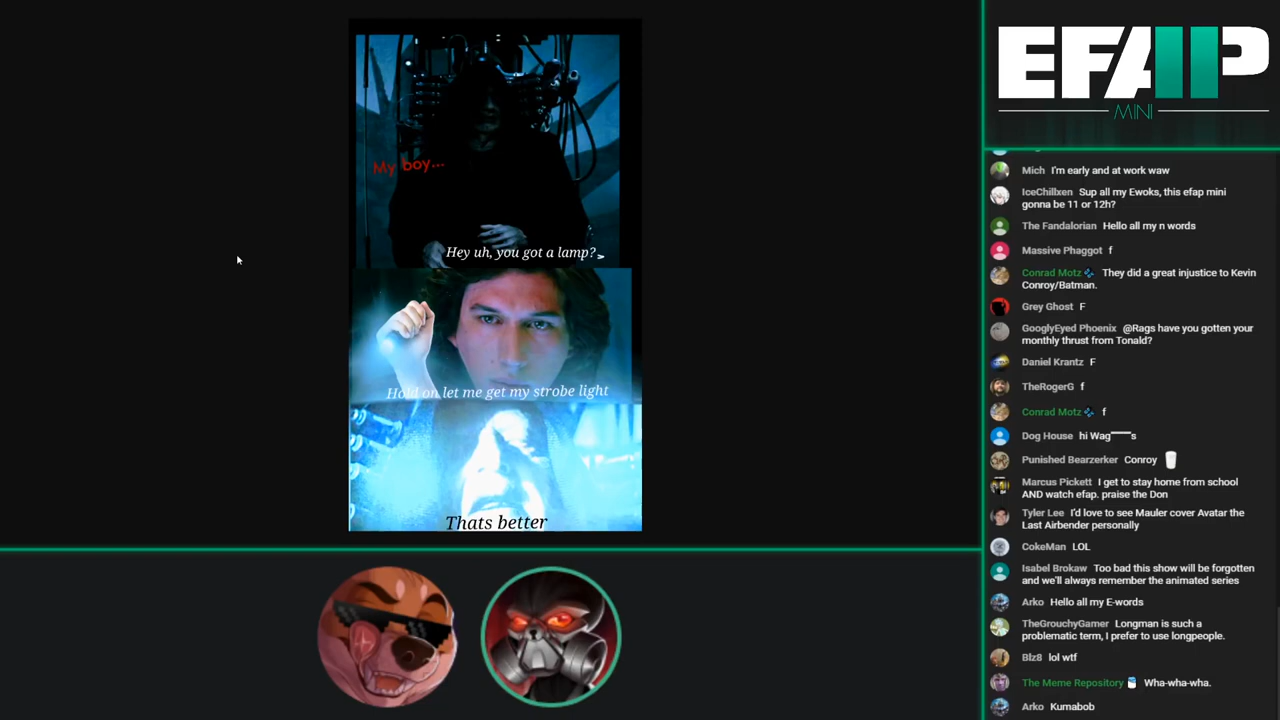 My boy...
Hey uh, you got a lamp?
Hold on let me get my strobe light
Thats better
EFAP
MINI
Mich I'm early and at work waw
IceChillxen Sup all my Ewoks, this efap mini
gonna be 11 or 12h?
The Fandalorian Hello all my n words
Massive Phaggot f
Conrad Motz They did a great injustice to Kevin
Conroy/Batman.
Grey Ghost F
GooglyEyed Phoenix @Rags have you gotten your
monthly thrust from Tonald?
Daniel Krantz F
TheRogerG f
Conrad Motz f
Dog House hi Wag s
Punished Bearzerker Conroy
Marcus Pickett I get to stay home from school
AND watch efap. praise the Don
Tyler Lee I'd love to see Mauler cover Avatar the
Last Airbender personally
CokeMan LOL
Isabel Brokaw Too bad this show will be forgotten
and we'll always remember the animated series
Arko Hello all my E-words
TheGrouchyGamer Longman is such a
problematic term, I prefer to use longpeople.
Blz8 lol wtf
The Meme Repository Wha-wha-wha.
Arko Kumabob